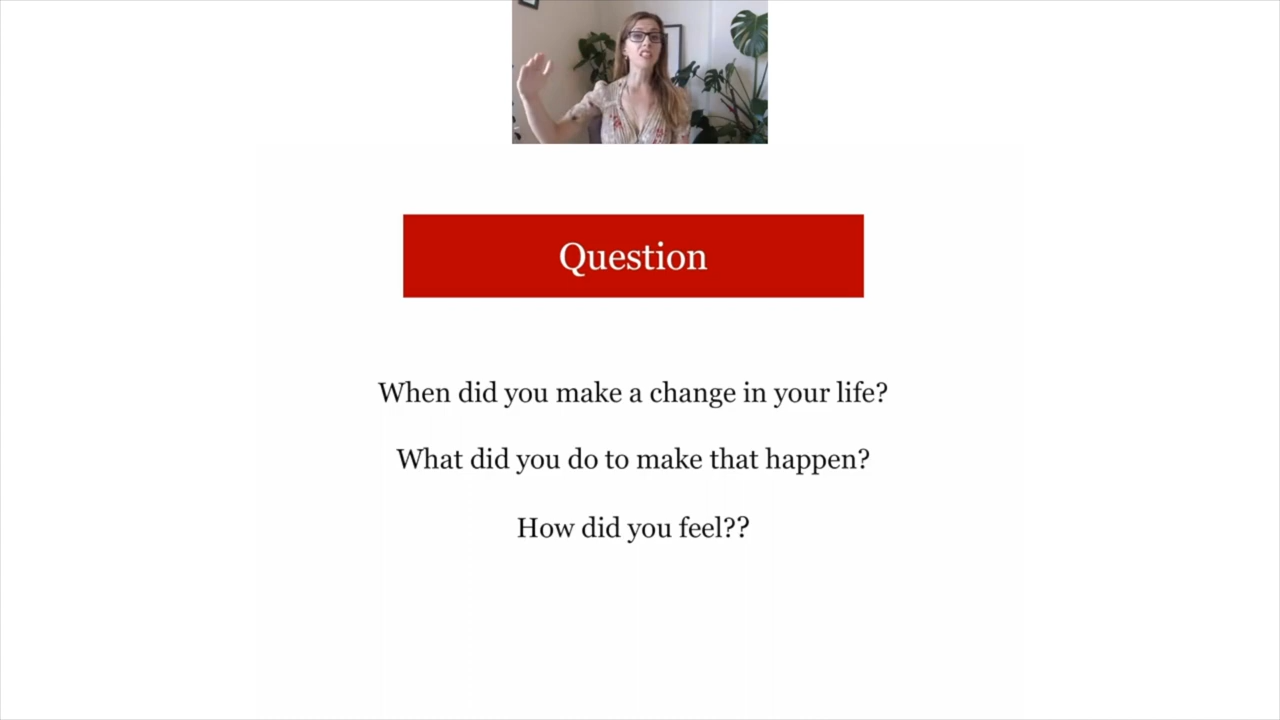 Question
When did you make a change in your life?
What did you do to make that happen?
How did you feel??